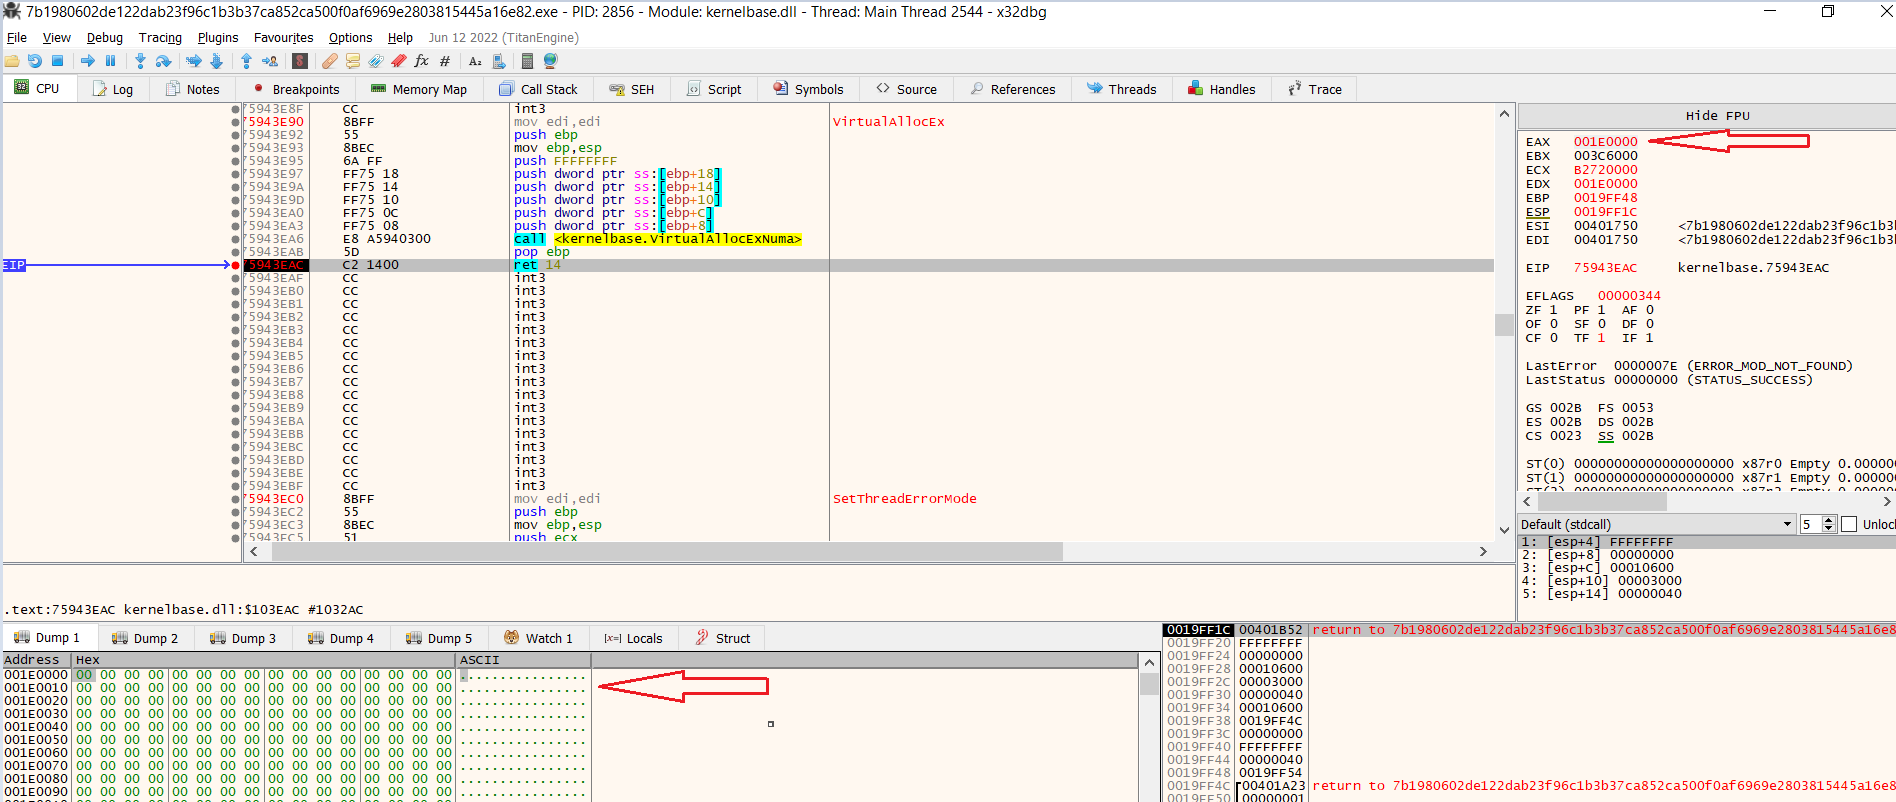 7b1980602de122dab23f96c1b3b37ca852ca500f0af6969e2803815445a16e82.exe - PID: 2856 - Module: kernelbase.dll - Thread: Main Thread 2544 - x32dbg
File View Debug Tracing Plugins Favourites Options Help Jun 12 2022 (TitanEngine)
CPU Log Notes Breakpoints Memory Map Call Stack SEH Script Symbols Source References Threads Handles Trace
75943E8F CC int3
75943E90 8BFF mov edi,edi VirtualAllocEx
75943E92 55 push ebp
75943E93 8BEC mov ebp,esp
75943E95 6A FF push FFFFFFFF
75943E97 FF75 18 push dword ptr ss:[ebp+18]
75943E9A FF75 14 push dword ptr ss:[ebp+14]
75943E9D FF75 10 push dword ptr ss:[ebp+10]
75943EA0 FF75 0C push dword ptr ss:[ebp+C]
75943EA3 FF75 08 push dword ptr ss:[ebp+8]
75943EA6 E8 A5940300 call <kernelbase.VirtualAllocExNuma>
75943EAB 5D pop ebp
EIP 75943EAC C2 1400 ret 14
75943EAF CC int3
75943EB0 CC int3
75943EB1 CC int3
75943EB2 CC int3
75943EB3 CC int3
75943EB4 CC int3
75943EB5 CC int3
75943EB6 CC int3
75943EB7 CC int3
75943EB8 CC int3
75943EB9 CC int3
75943EBA CC int3
75943EBB CC int3
75943EBC CC int3
75943EBD CC int3
75943EBE CC int3
75943EBF CC int3
75943EC0 8BFF mov edi,edi SetThreadErrorMode
75943EC2 55 push ebp
75943EC3 8BEC mov ebp,esp
75943EC5 51 push ecx
Hide FPU
EAX 001E0000
EBX 003C6000
ECX B2720000
EDX 001E0000
EBP 0019FF48
ESP 0019FF1C
ESI 00401750 <7b1980602de122dab23f96c1b3b
EDI 00401750 <7b1980602de122dab23f96c1b3b
EIP 75943EAC kernelbase.75943EAC
EFLAGS 00000344
ZF 1 PF 1 AF 0
OF 0 SF 0 DF 0
CF 0 TF 1 IF 1
LastError 0000007E (ERROR_MOD_NOT_FOUND)
LastStatus 00000000 (STATUS_SUCCESS)
GS 002B FS 0053
ES 002B DS 002B
CS 0023 SS 002B
ST(0) 00000000000000000000 x87r0 Empty 0.000000
ST(1) 00000000000000000000 x87r1 Empty 0.000000
Default (stdcall) 5 Unlock
1: [esp+4] FFFFFFFF
2: [esp+8] 00000000
3: [esp+C] 00010600
4: [esp+10] 00003000
5: [esp+14] 00000040
.text:75943EAC kernelbase.dll:$103EAC #1032AC
Dump 1 Dump 2 Dump 3 Dump 4 Dump 5 Watch 1 [x=] Locals Struct
Address Hex ASCII
001E0000 00 00 00 00 00 00 00 00 00 00 00 00 00 00 00 00 ................
001E0010 00 00 00 00 00 00 00 00 00 00 00 00 00 00 00 00 ................
001E0020 00 00 00 00 00 00 00 00 00 00 00 00 00 00 00 00 ................
001E0030 00 00 00 00 00 00 00 00 00 00 00 00 00 00 00 00 ................
001E0040 00 00 00 00 00 00 00 00 00 00 00 00 00 00 00 00 ................
001E0050 00 00 00 00 00 00 00 00 00 00 00 00 00 00 00 00 ................
001E0060 00 00 00 00 00 00 00 00 00 00 00 00 00 00 00 00 ................
001E0070 00 00 00 00 00 00 00 00 00 00 00 00 00 00 00 00 ................
001E0080 00 00 00 00 00 00 00 00 00 00 00 00 00 00 00 00 ................
001E0090 00 00 00 00 00 00 00 00 00 00 00 00 00 00 00 00 ................
0019FF1C 00401B52 return to 7b1980602de122dab23f96c1b3b37ca852ca500f0af6969e2803815445a16e8
0019FF20 FFFFFFFF
0019FF24 00000000
0019FF28 00010600
0019FF2C 00003000
0019FF30 00000040
0019FF34 00010600
0019FF38 0019FF4C
0019FF3C 00000000
0019FF40 FFFFFFFF
0019FF44 00000040
0019FF48 0019FF54
0019FF4C 00401A23 return to 7b1980602de122dab23f96c1b3b37ca852ca500f0af6969e2803815445a16e8
0019FF50 00000001